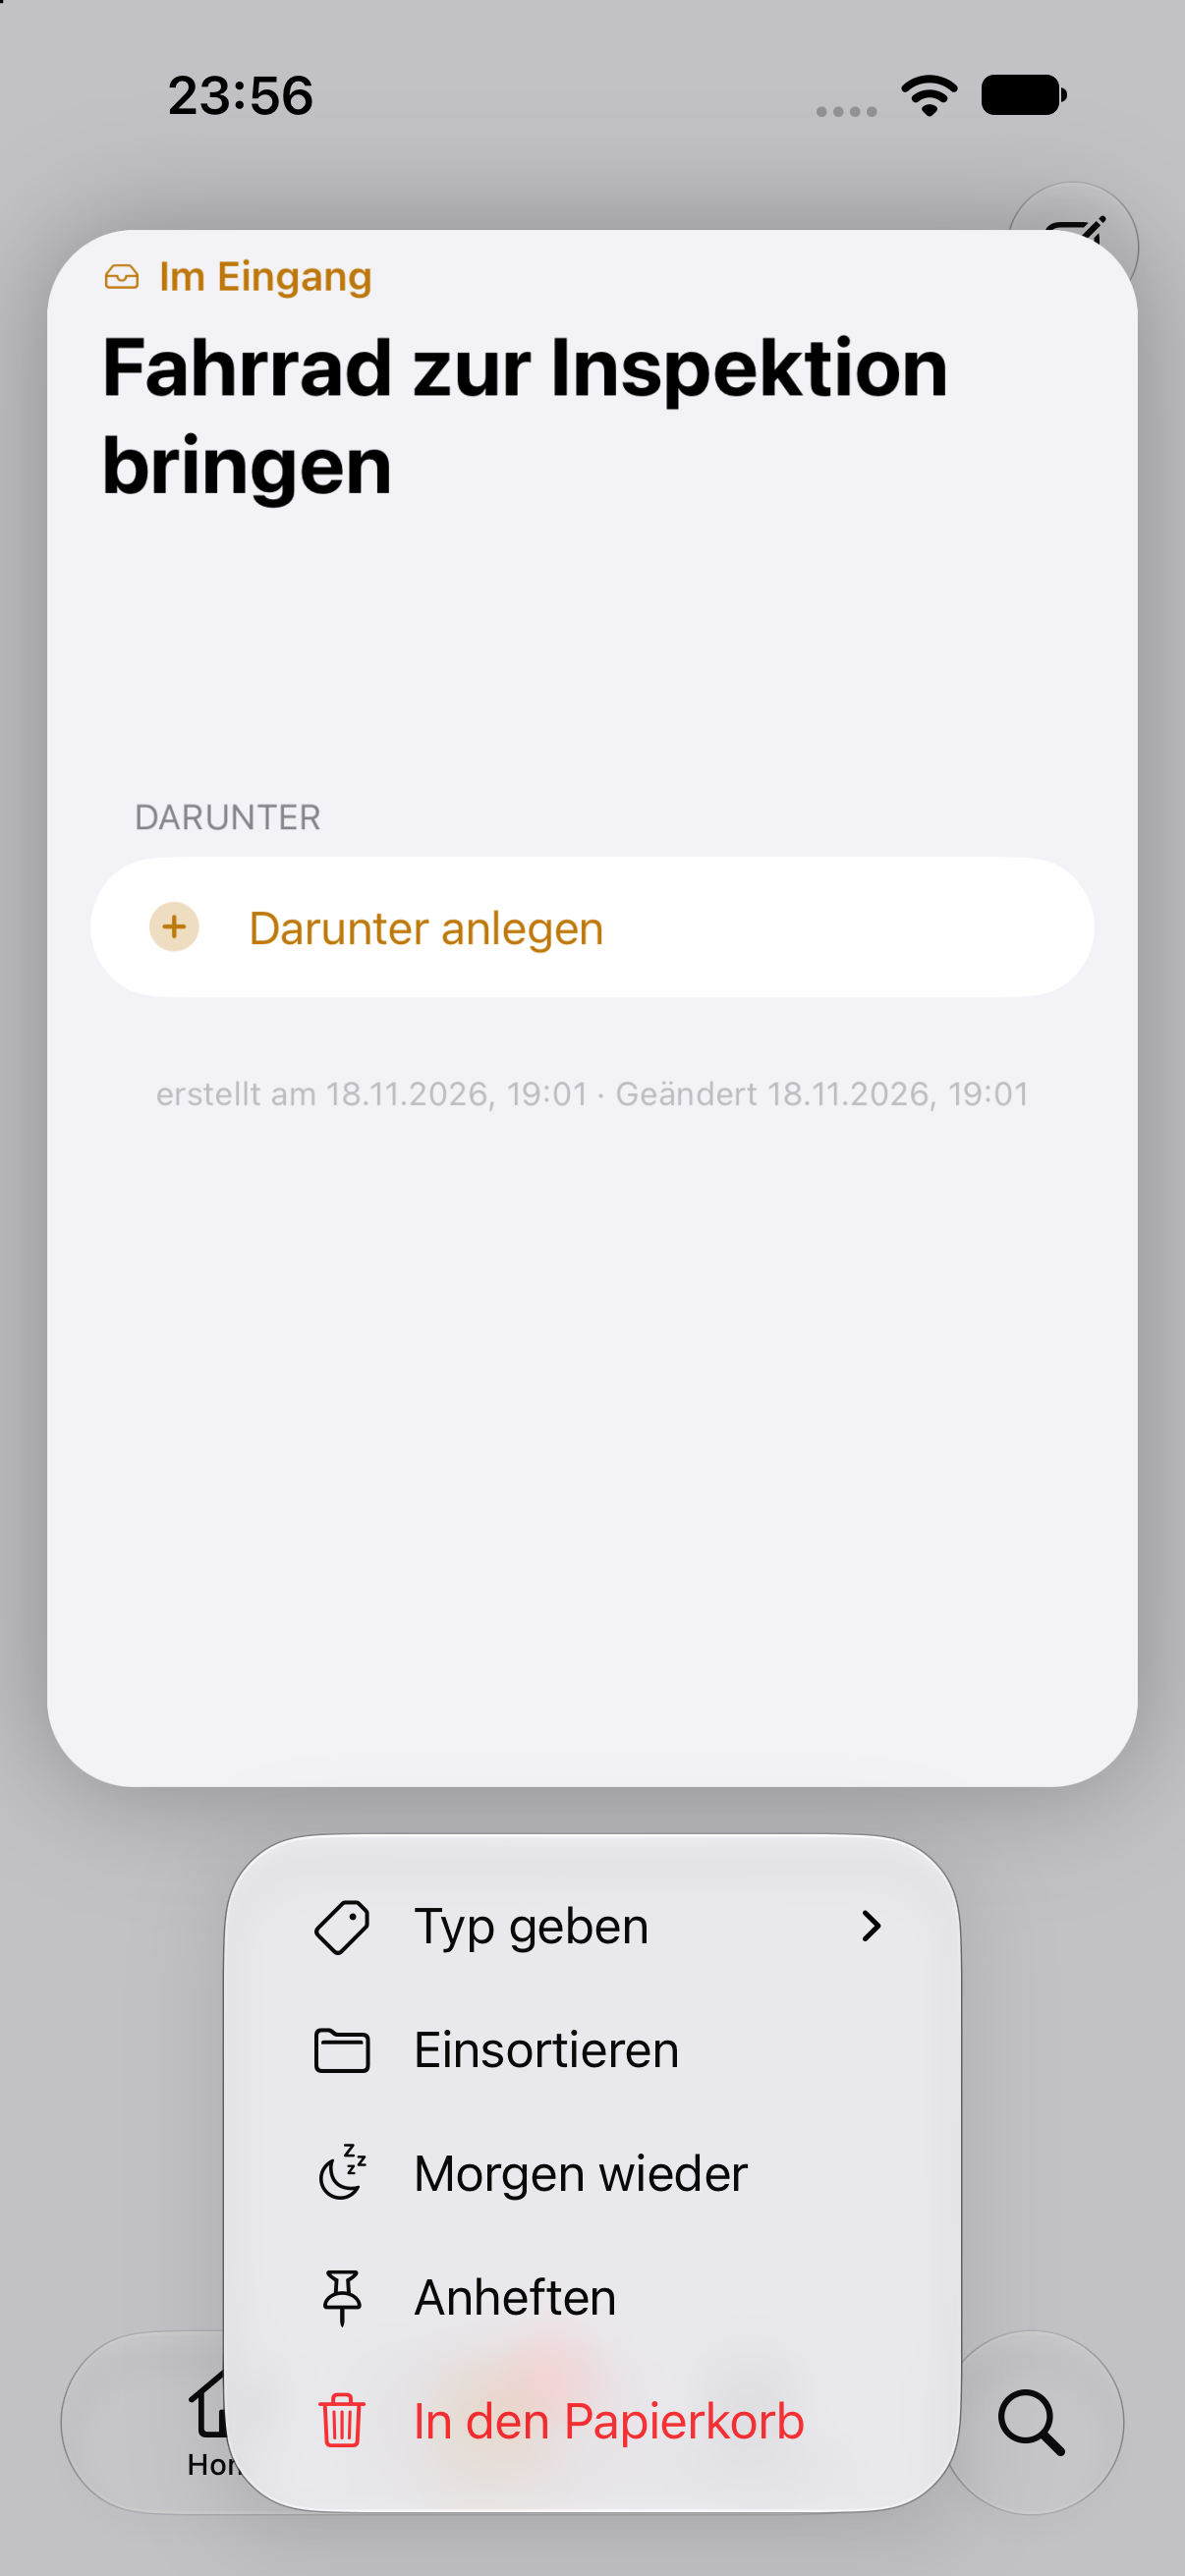 23:56
Im Eingang
Fahrrad zur Inspektion
bringen
DARUNTER
Darunter anlegen
erstellt am 18.11.2026, 19:01 · Geändert 18.11.2026, 19:01
Typ geben
Einsortieren
Morgen wieder
Anheften
In den Papierkorb